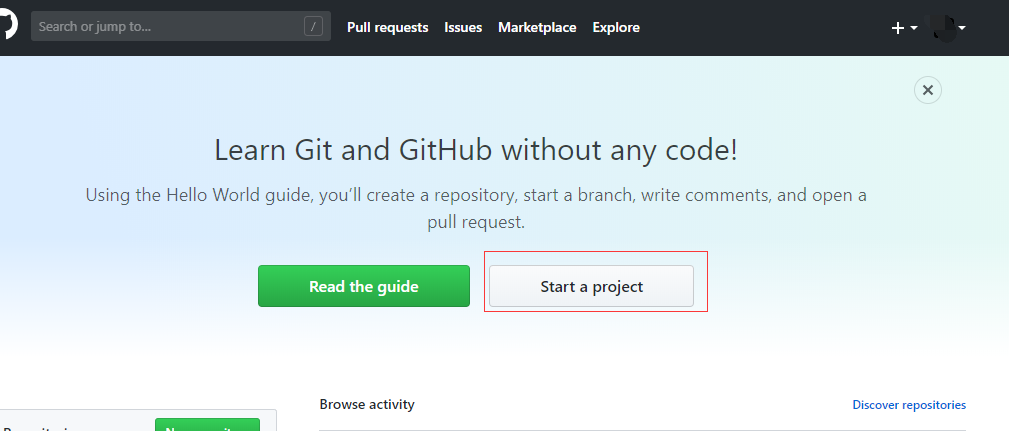 Search or jump to... /
Pull requests Issues Marketplace Explore
Learn Git and GitHub without any code!
Using the Hello World guide, you'll create a repository, start a branch, write comments, and open a
pull request.
Read the guide
Start a project
Browse activity
Discover repositories